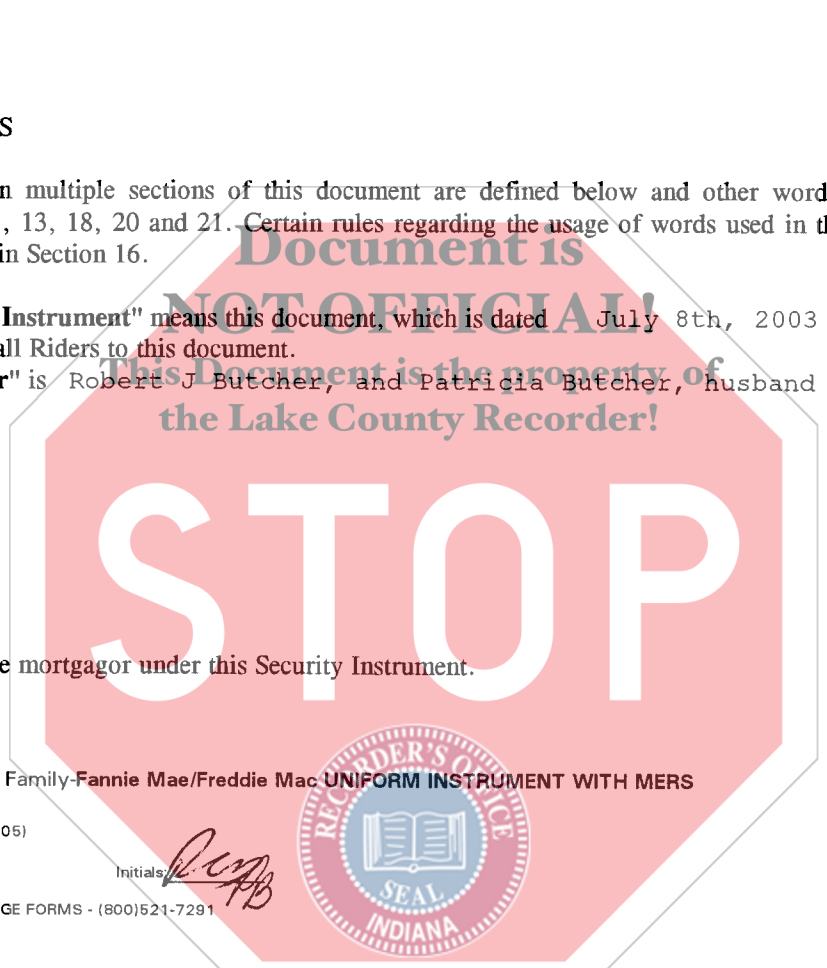 S
n multiple sections of this document are defined below and other word
, 13, 18, 20 and 21. Certain rules regarding the usage of words used in th
in Section 16.
Document is
NOT OFFICIAL!
Instrument" means this document, which is dated July 8th, 2003
all Riders to this document.
This Document is the property of
r" is Robert J Butcher, and Patricia Butcher, husband
the Lake County Recorder!
STOP
e mortgagor under this Security Instrument.
RECORDER'S OFFICE
Family-Fannie Mae/Freddie Mac UNIFORM INSTRUMENT WITH MERS
05)
Initials:
SEAL
GE FORMS - (800)521-7291
INDIANA